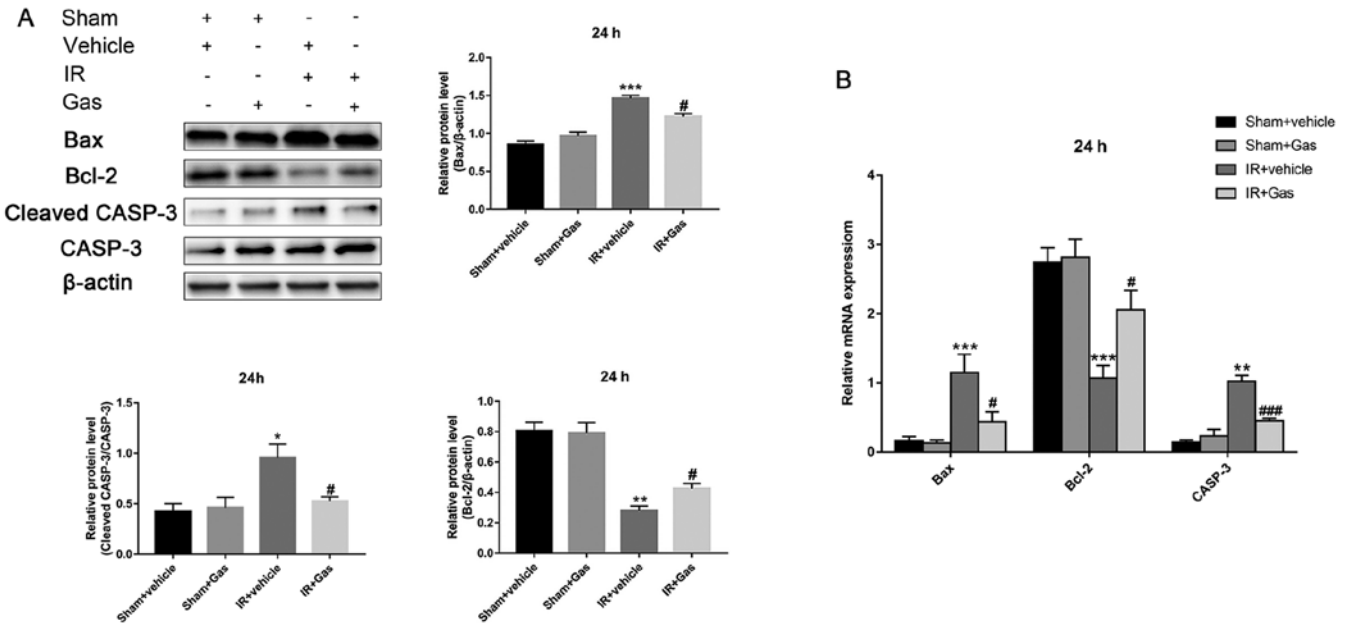 A
Sham + + - -
Vehicle + - + -
IR - - + +
Gas - + - +
Bax
Bcl-2
Cleaved CASP-3
CASP-3
β-actin
24 h
Relative protein level
(Bax/β-actin)
2.0
1.5
1.0
0.5
0.0
***
#
Sham+vehicle
Sham+Gas
IR+vehicle
IR+Gas
24h
Relative protein level
(Cleaved CASP-3/CASP-3)
1.5
1.0
0.5
0.0
*
#
Sham+vehicle
Sham+Gas
IR+vehicle
IR+Gas
24 h
Relative protein level
(Bcl-2/β-actin)
1.0
0.8
0.6
0.4
0.2
0.0
**
#
Sham+vehicle
Sham+Gas
IR+vehicle
IR+Gas
B
24 h
Sham+vehicle
Sham+Gas
IR+vehicle
IR+Gas
Relative mRNA expressiom
4
3
2
1
0
***
#
***
#
**
###
Bax
Bcl-2
CASP-3